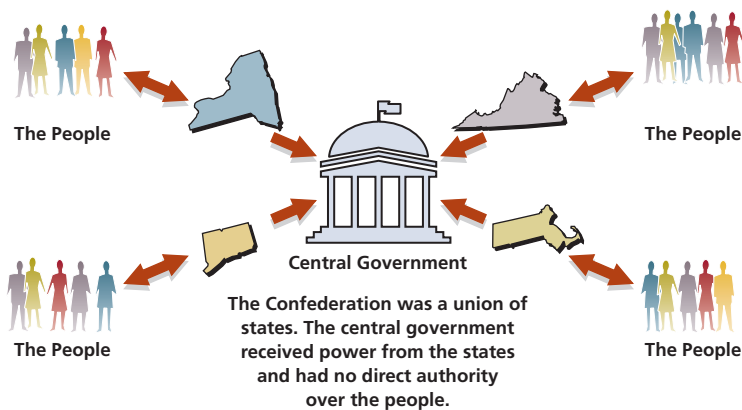 The People
The People
Central Government
The People
The People
The Confederation was a union of
states. The central government
received power from the states
and had no direct authority
over the people.